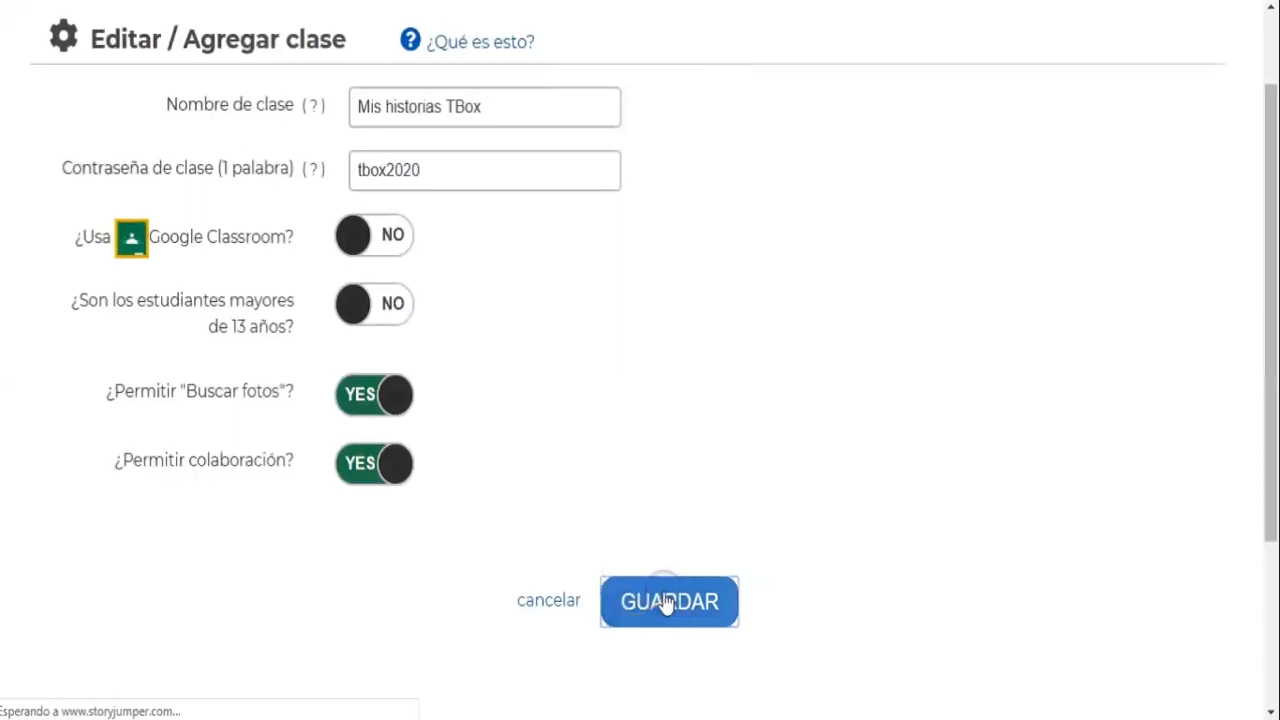 Editar / Agregar clase
¿Qué es esto?
Nombre de clase (?)
Mis historias TBox
Contraseña de clase (1 palabra) (?)
tbox2020
¿Usa Google Classroom?
NO
¿Son los estudiantes mayores
de 13 años?
NO
¿Permitir "Buscar fotos"?
YES
¿Permitir colaboración?
YES
cancelar
GUARDAR
Esperando a www.storyjumper.com...